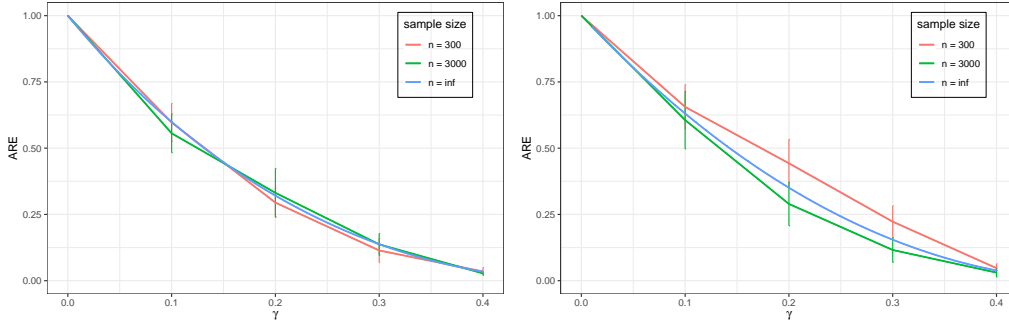 1.00
0.75
0.50
0.25
0.00
ARE
0.0 0.1 0.2 0.3 0.4
γ
sample size
n = 300
n = 3000
n = inf
1.00
0.75
0.50
0.25
0.00
ARE
0.0 0.1 0.2 0.3 0.4
γ
sample size
n = 300
n = 3000
n = inf